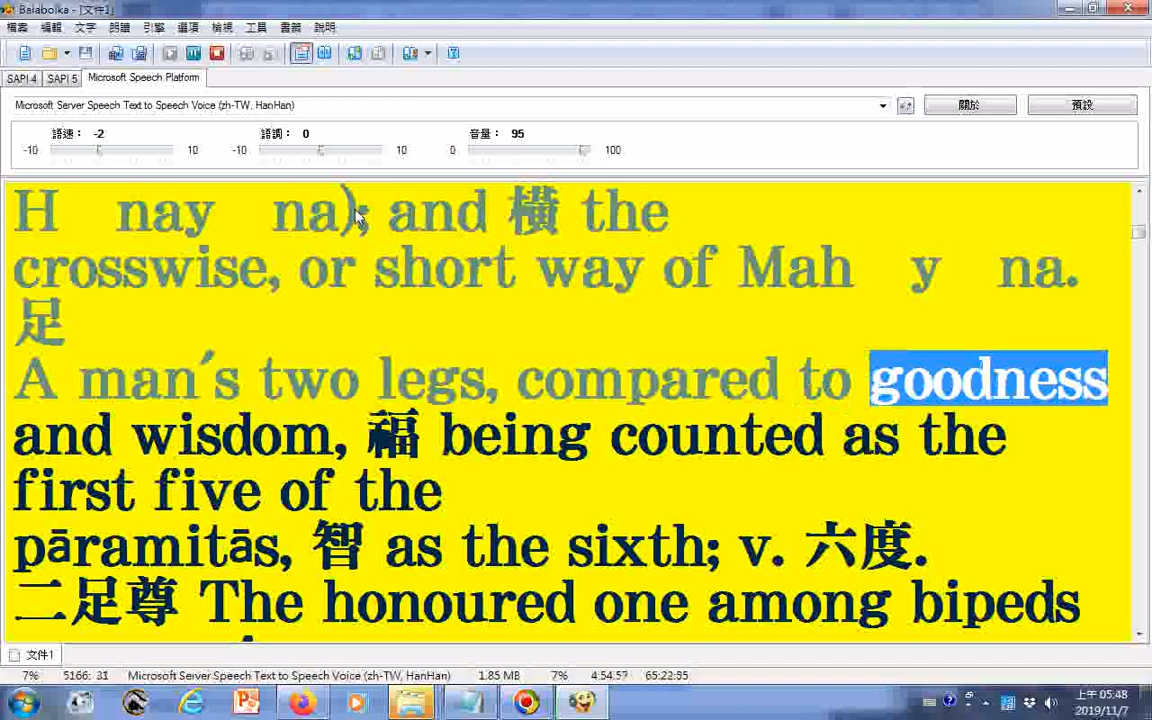 Balabolka - [文件1]
檔案 編輯 文字 朗讀 引擎 選項 檢視 工具 書籤 說明
SAPI 4 SAPI 5 Microsoft Speech Platform
Microsoft Server Speech Text to Speech Voice (zh-TW, HanHan) 關於 預設
語速： -2 語調： 0 音量： 95
-10 10 -10 10 0 100
H nay na); and 橫 the
crosswise, or short way of Mah y na.
足
A man's two legs, compared to goodness
and wisdom, 福 being counted as the
first five of the
pāramitās, 智 as the sixth; v. 六度.
二足尊 The honoured one among bipeds
文件1
7% 5166: 31 Microsoft Server Speech Text to Speech Voice (zh-TW, HanHan) 1.85 MB 7% 4:54:57 65:22:95
上午 05:48
2019/11/7